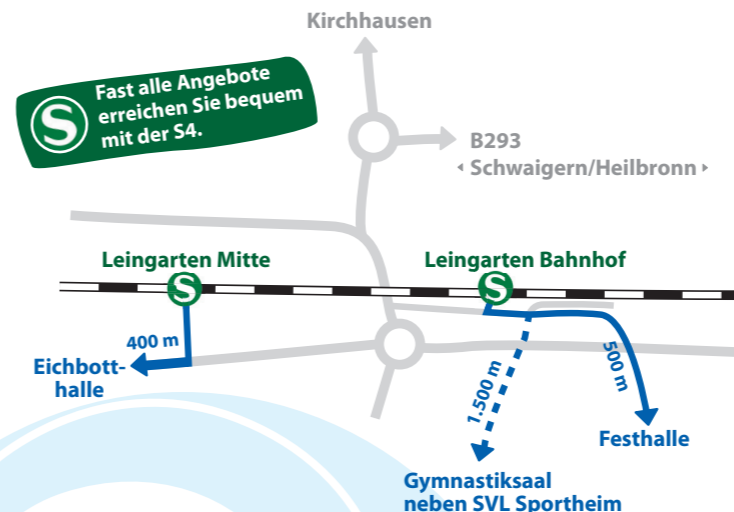 Kirchhausen
S
Fast alle Angebote
erreichen Sie bequem
mit der S4.
B293
Schwaigern/Heilbronn
Leingarten Mitte
Leingarten Bahnhof
S
S
400 m
Eichbott-
halle
1.500 m
500 m
Festhalle
Gymnastiksaal
neben SVL Sportheim